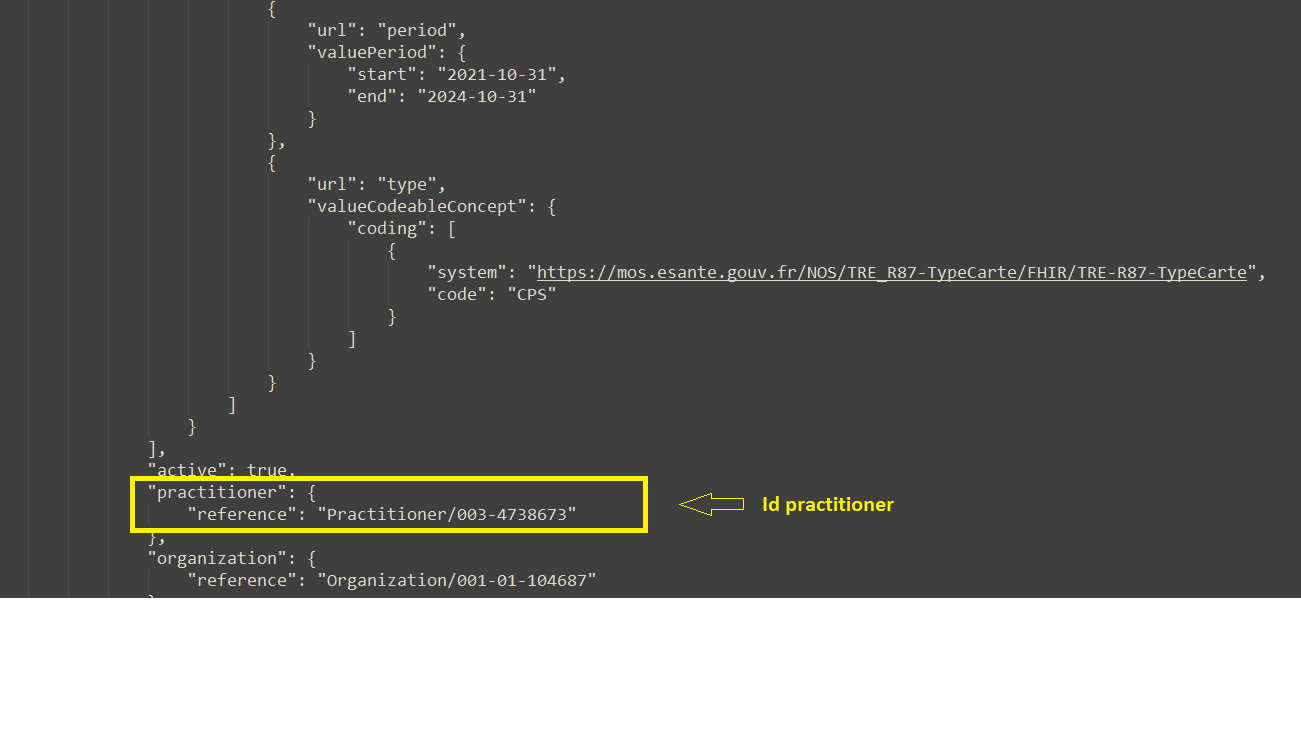 {
"url": "period",
"valuePeriod": {
"start": "2021-10-31",
"end": "2024-10-31"
}
},
{
"url": "type",
"valueCodeableConcept": {
"coding": [
{
"system": "https://mos.esante.gouv.fr/NOS/TRE_R87-TypeCarte/FHIR/TRE-R87-TypeCarte",
"code": "CPS"
}
]
}
}
]
}
],
"active": true,
"practitioner": {
"reference": "Practitioner/003-4738673"
Id practitioner
},
"organization": {
"reference": "Organization/001-01-104687"